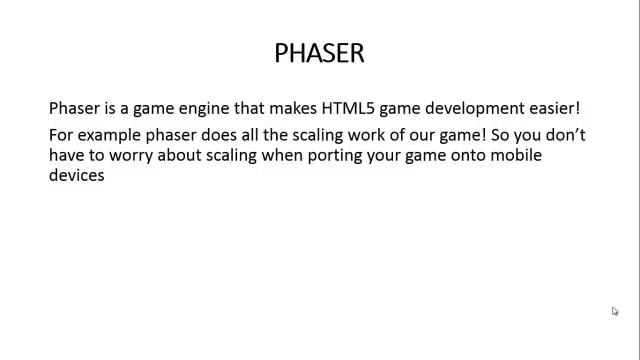 PHASER
Phaser is a game engine that makes HTML5 game development easier!
For example phaser does all the scaling work of our game! So you don’t
have to worry about scaling when porting your game onto mobile
devices